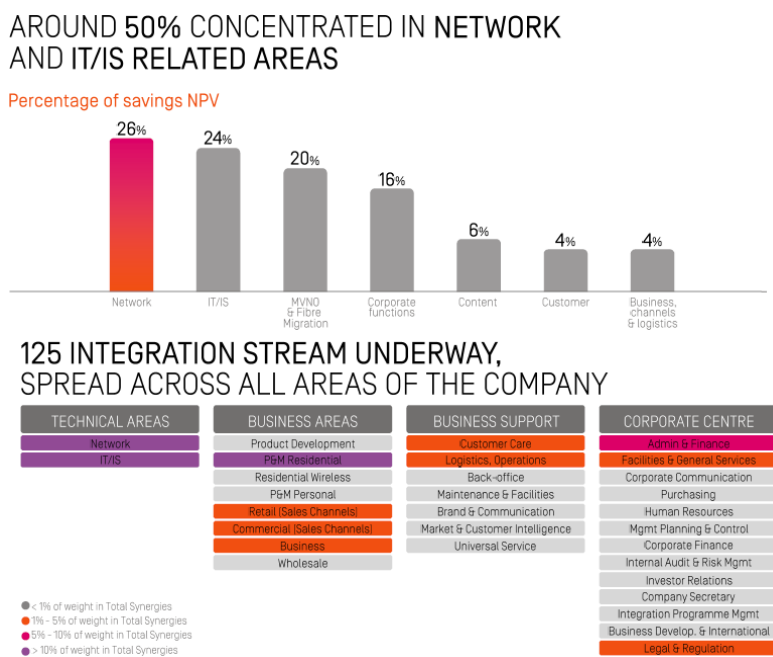 AROUND 50% CONCENTRATED IN NETWORK
AND IT/IS RELATED AREAS
Percentage of savings NPV
26%
24%
20%
16%
6%
4%
4%
Network
IT/IS
MVNO
& Fibre
Migration
Corporate
functions
Content
Customer
Business,
channels
& logistics
125 INTEGRATION STREAM UNDERWAY,
SPREAD ACROSS ALL AREAS OF THE COMPANY
TECHNICAL AREAS
Network
IT/IS
BUSINESS AREAS
Product Development
P&M Residential
Residential Wireless
P&M Personal
Retail (Sales Channels)
Commercial (Sales Channels)
Business
Wholesale
BUSINESS SUPPORT
Customer Care
Logistics, Operations
Back-office
Maintenance & Facilities
Brand & Communication
Market & Customer Intelligence
Universal Service
CORPORATE CENTRE
Admin & Finance
Facilities & General Services
Corporate Communication
Purchasing
Human Resources
Mgmt Planning & Control
Corporate Finance
Internal Audit & Risk Mgmt
Investor Relations
Company Secretary
Integration Programme Mgmt
Business Develop. & International
Legal & Regulation
< 1% of weight in Total Synergies
1% - 5% of weight in Total Synergies
5% - 10% of weight in Total Synergies
> 10% of weight in Total Synergies